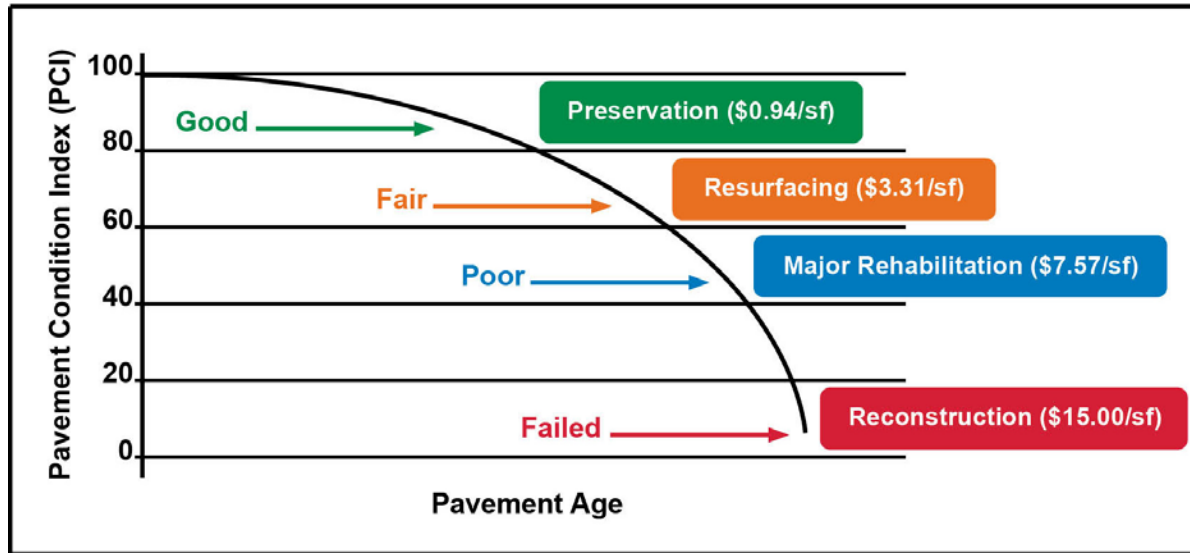 Pavement Condition Index (PCI)
100
80
60
40
20
0
Good
Preservation ($0.94/sf)
Fair
Resurfacing ($3.31/sf)
Poor
Major Rehabilitation ($7.57/sf)
Failed
Reconstruction ($15.00/sf)
Pavement Age